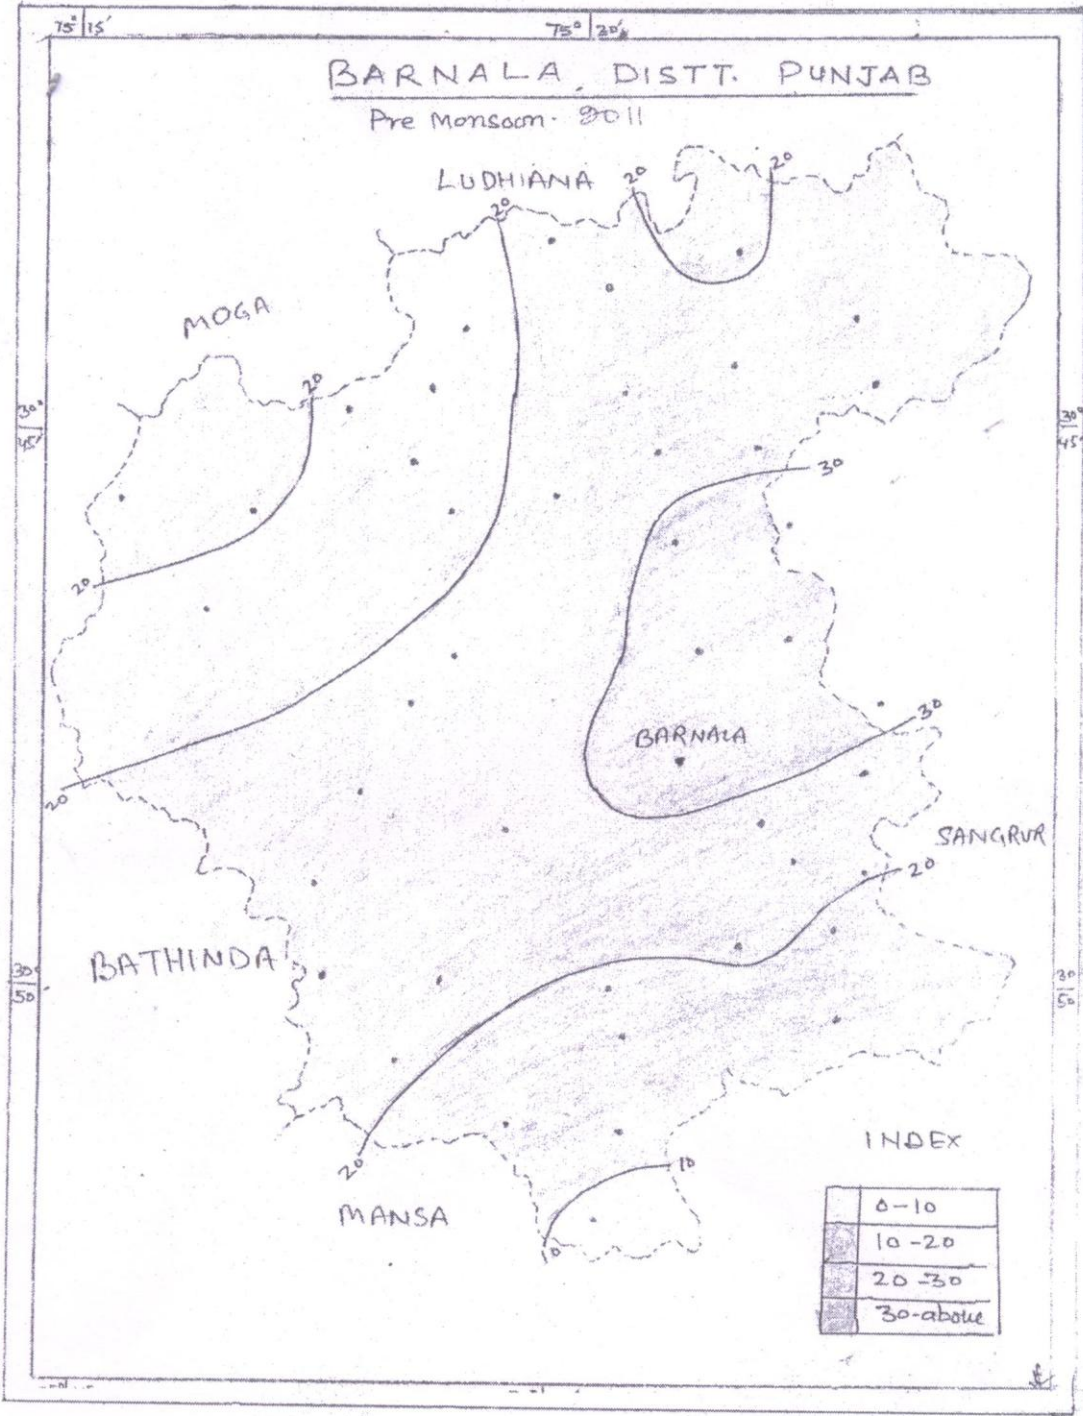 75° 15′
75° 30′
BARNALA DISTT. PUNJAB
Pre Monsoon. 2011
LUDHIANA
20
20
20
MOGA
20
30°
45′
30°
45′
30
20
BARNALA
30
20
SANGRUR
20
BATHINDA
30°
50′
30
50′
INDEX
10
20
MANSA
10
0-10
10-20
20-30
30-above